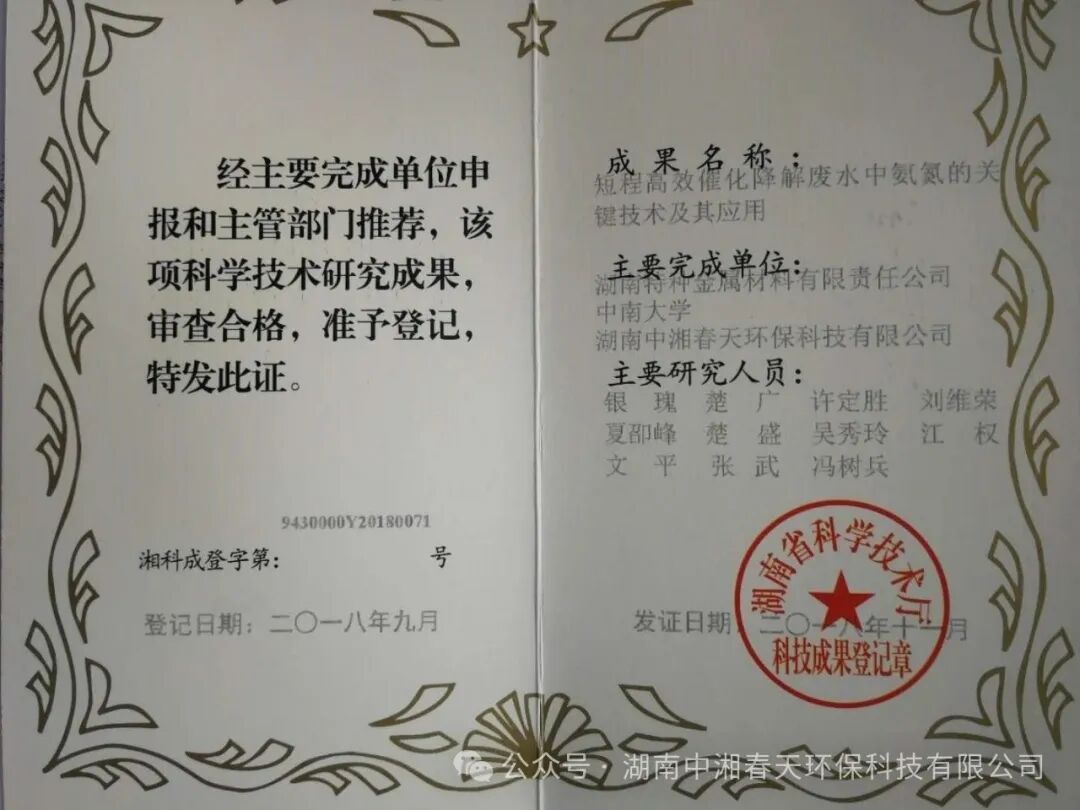 经主要完成单位申
报和主管部门推荐，该
项科学技术研究成果，
审查合格，准予登记，
特发此证。
9430000Y20180071
湘科成登字第： 号
登记日期：二〇一八年九月
成果名称：
短程高效催化降解废水中氨氮的关
键技术及其应用
主要完成单位：
湖南特种金属材料有限责任公司
中南大学
湖南中湘春天环保科技有限公司
主要研究人员：
银瑰 楚广 许定胜 刘维荣
夏邵峰 楚盛 吴秀玲 江权
文平 张武 冯树兵
发证日期：二〇一八年十一月
湖南省科学技术厅
科技成果登记章
公众号·湖南中湘春天环保科技有限公司